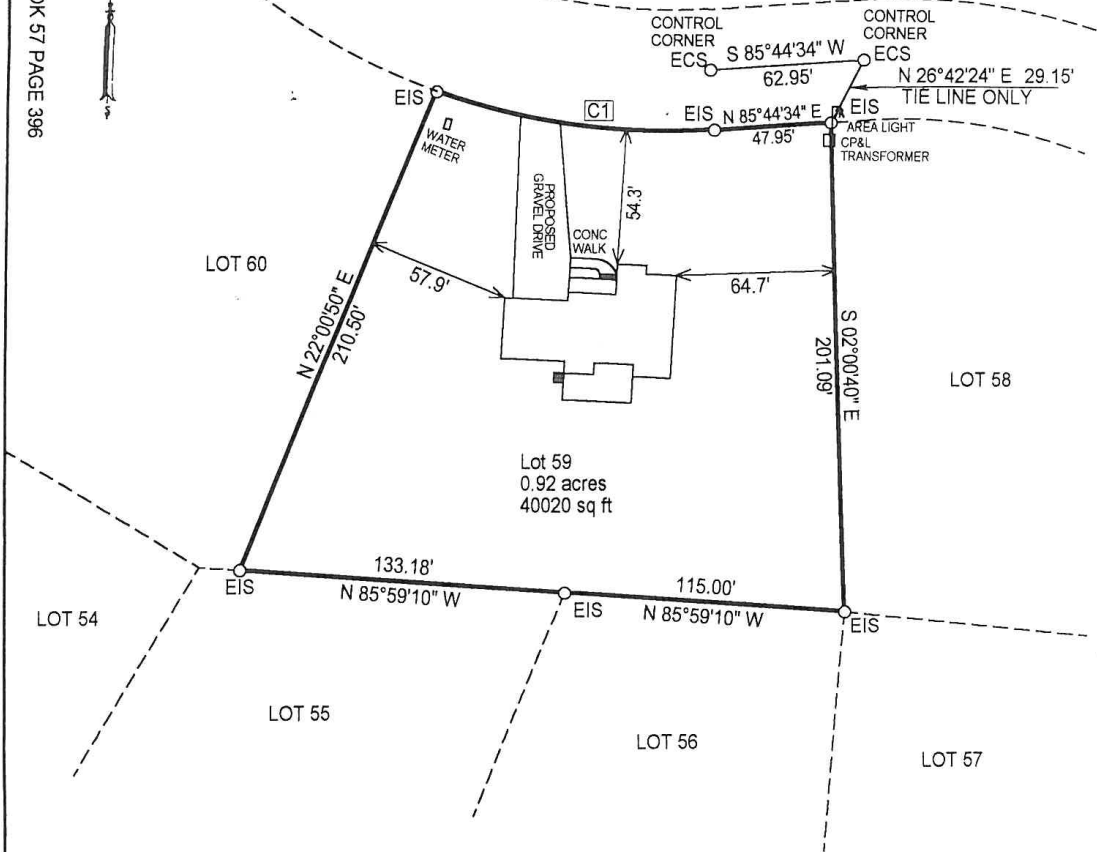 OK 57 PAGE 396
S
CONTROL
CORNER
ECS
S 85°44'34" W
62.95'
CONTROL
CORNER
ECS
N 26°42'24" E 29.15'
TIE LINE ONLY
EIS
C1
EIS
N 85°44'34" E
47.95'
EIS
AREA LIGHT
CP&L
TRANSFORMER
WATER
METER
PROPOSED
GRAVEL DRIVE
54.3'
CONC
WALK
LOT 60
57.9'
64.7'
N 22°00'50" E
210.50'
S 02°00'40" E
201.09'
LOT 58
Lot 59
0.92 acres
40020 sq ft
133.18'
N 85°59'10" W
115.00'
N 85°59'10" W
EIS
EIS
EIS
LOT 54
LOT 55
LOT 56
LOT 57